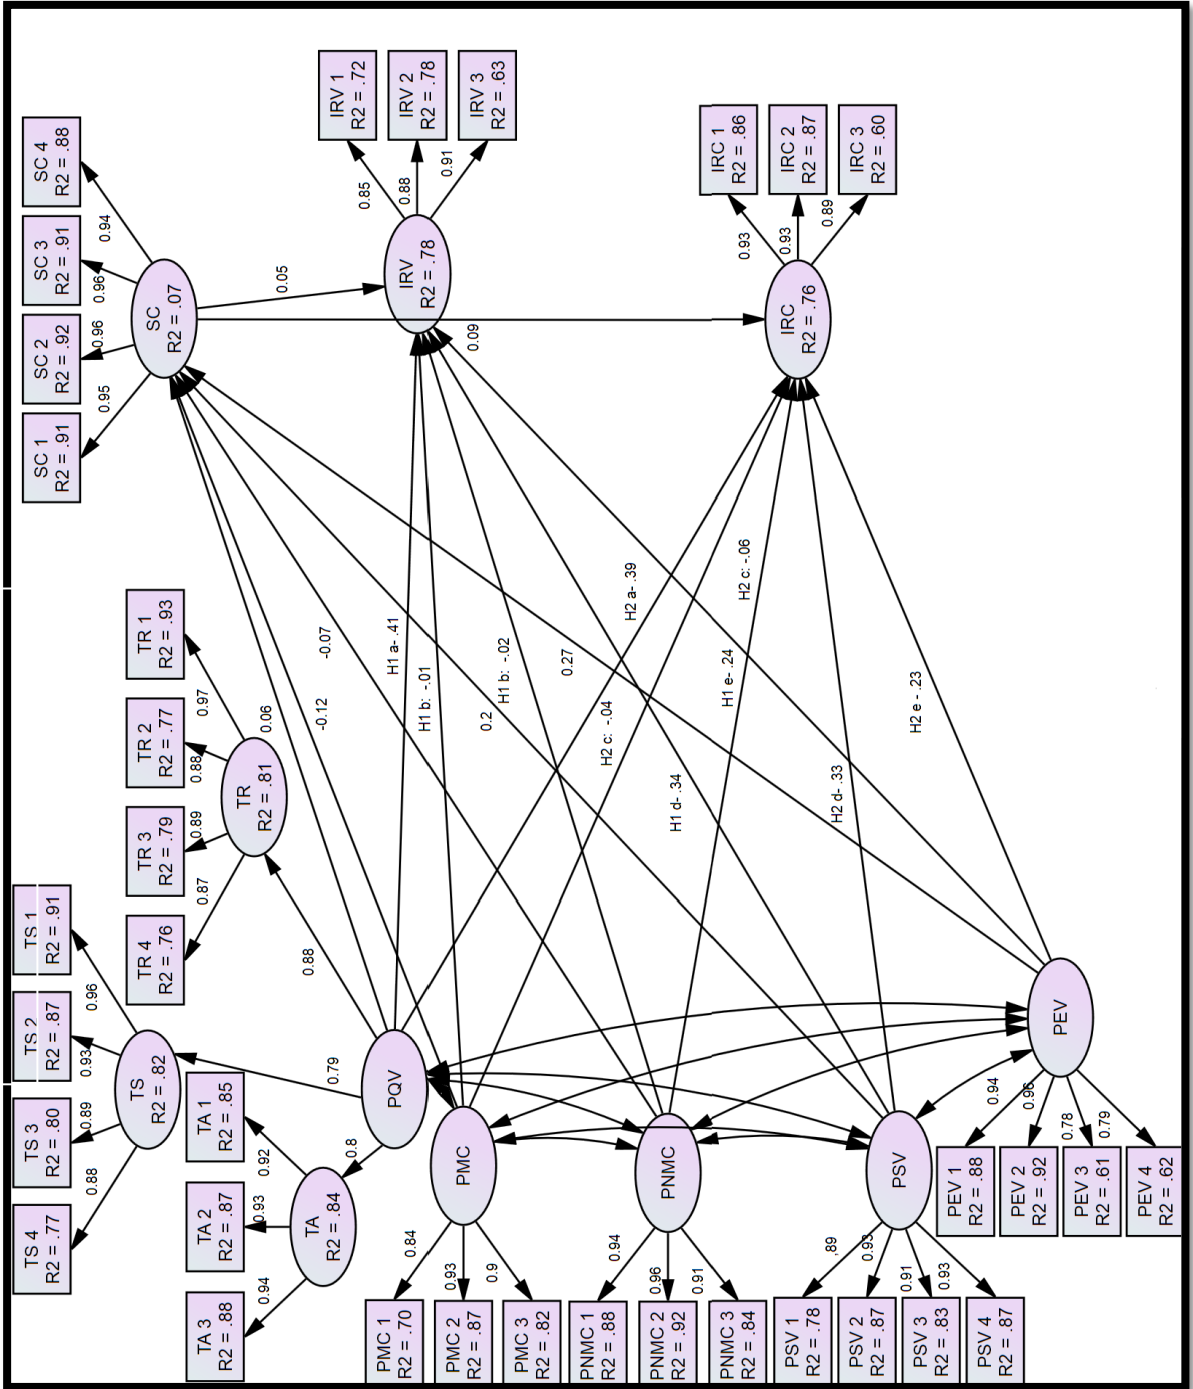 SC 4
R2 = .88
SC 3
R2 = .91
SC 2
R2 = .92
SC 1
R2 = .91
0.94
0.96
0.96
0.95
SC
R2 = .07
IRV 1
R2 = .72
IRV 2
R2 = .78
IRV 3
R2 = .63
0.85
0.88
0.91
IRV
R2 = .78
0.05
0.09
IRC 1
R2 = .86
IRC 2
R2 = .87
IRC 3
R2 = .60
0.93
0.93
0.89
IRC
R2 = .76
TR 1
R2 = .93
TR 2
R2 = .77
TR 3
R2 = .79
TR 4
R2 = .76
0.97
0.88
0.89
0.87
TR
R2 = .81
0.06
-0.07
-0.12
H1 a- .41
H1 b: -.01
H1 b: -.02
0.2
0.27
H2 a- .39
H2 c: -.04
H2 c: -.06
H1 e- .24
H1 d- .34
H2 d- .33
H2 e - .23
TS 1
R2 = .91
TS 2
R2 = .87
TS 3
R2 = .80
TS 4
R2 = .77
0.96
0.93
0.89
0.88
TS
R2 = .82
0.88
0.79
0.8
TA 1
R2 = .85
TA 2
R2 = .87
TA 3
R2 = .88
0.92
0.93
0.94
TA
R2 = .84
PQV
PMC
PNMC
PSV
PEV
0.84
0.93
0.9
PMC 1
R2 = .70
PMC 2
R2 = .87
PMC 3
R2 = .82
0.94
0.96
0.91
PNMC 1
R2 = .88
PNMC 2
R2 = .92
PNMC 3
R2 = .84
,89
0.93
0.91
0.93
PSV 1
R2 = .78
PSV 2
R2 = .87
PSV 3
R2 = .83
PSV 4
R2 = .87
0.94
0.96
0.78
0.79
PEV 1
R2 = .88
PEV 2
R2 = .92
PEV 3
R2 = .61
PEV 4
R2 = .62